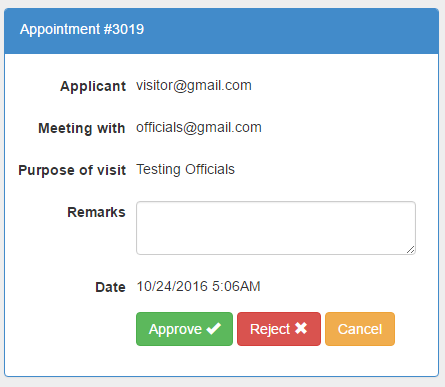 Appointment #3019
Applicant visitor@gmail.com
Meeting with officials@gmail.com
Purpose of visit Testing Officials
Remarks
Date 10/24/2016 5:06AM
Approve ✔ Reject ✖ Cancel